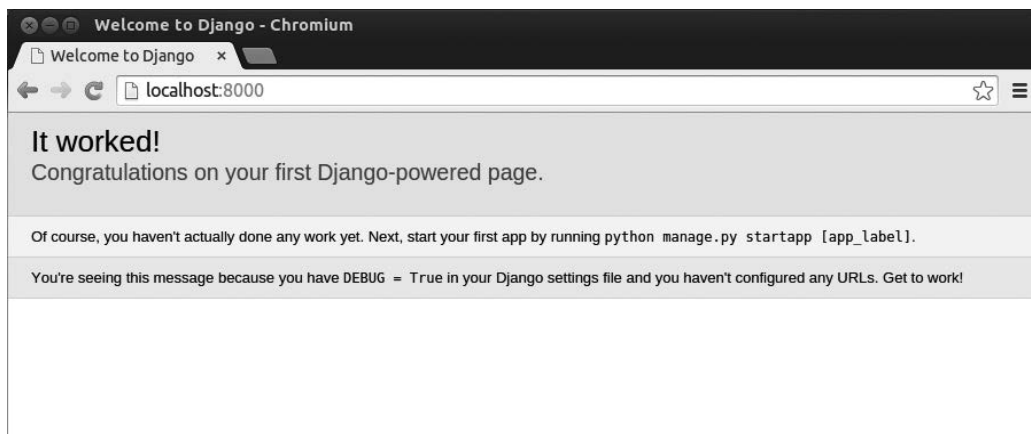 Welcome to Django - Chromium
Welcome to Django ×
localhost:8000
It worked!
Congratulations on your first Django-powered page.
Of course, you haven't actually done any work yet. Next, start your first app by running python manage.py startapp [app_label].
You're seeing this message because you have DEBUG = True in your Django settings file and you haven't configured any URLs. Get to work!